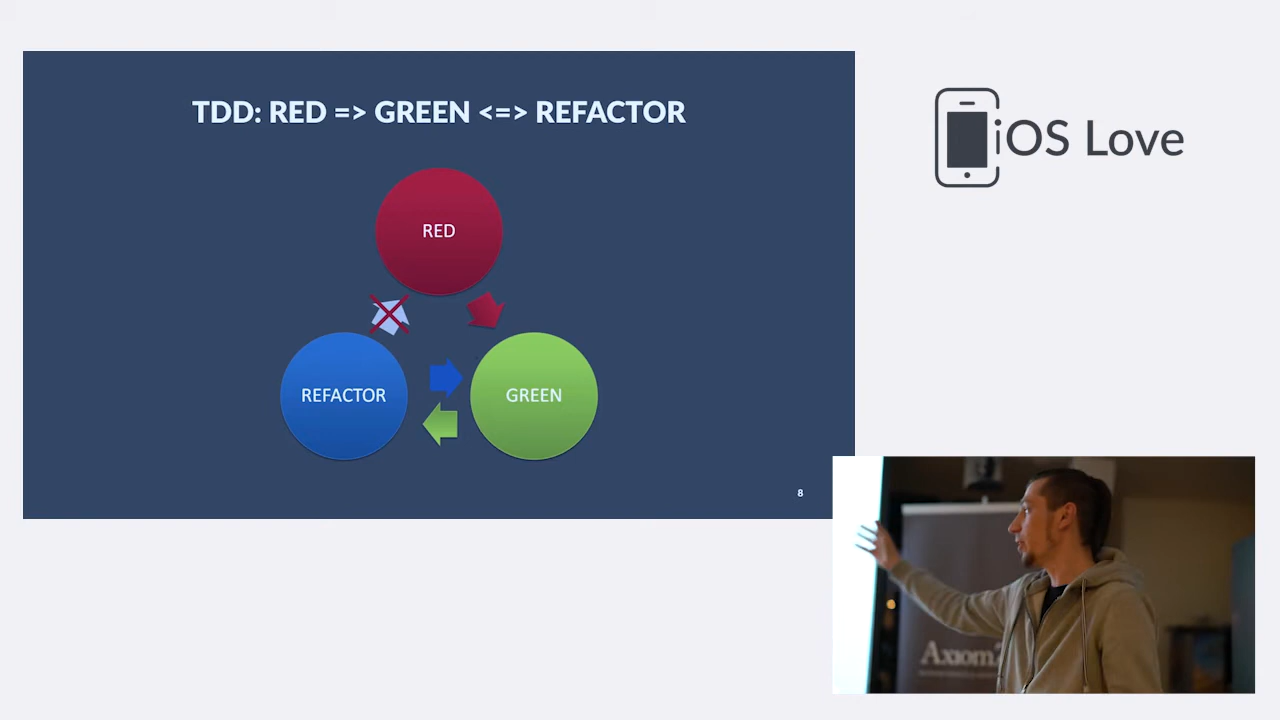 TDD: RED => GREEN <=> REFACTOR
RED
REFACTOR
GREEN
8
iOS Love